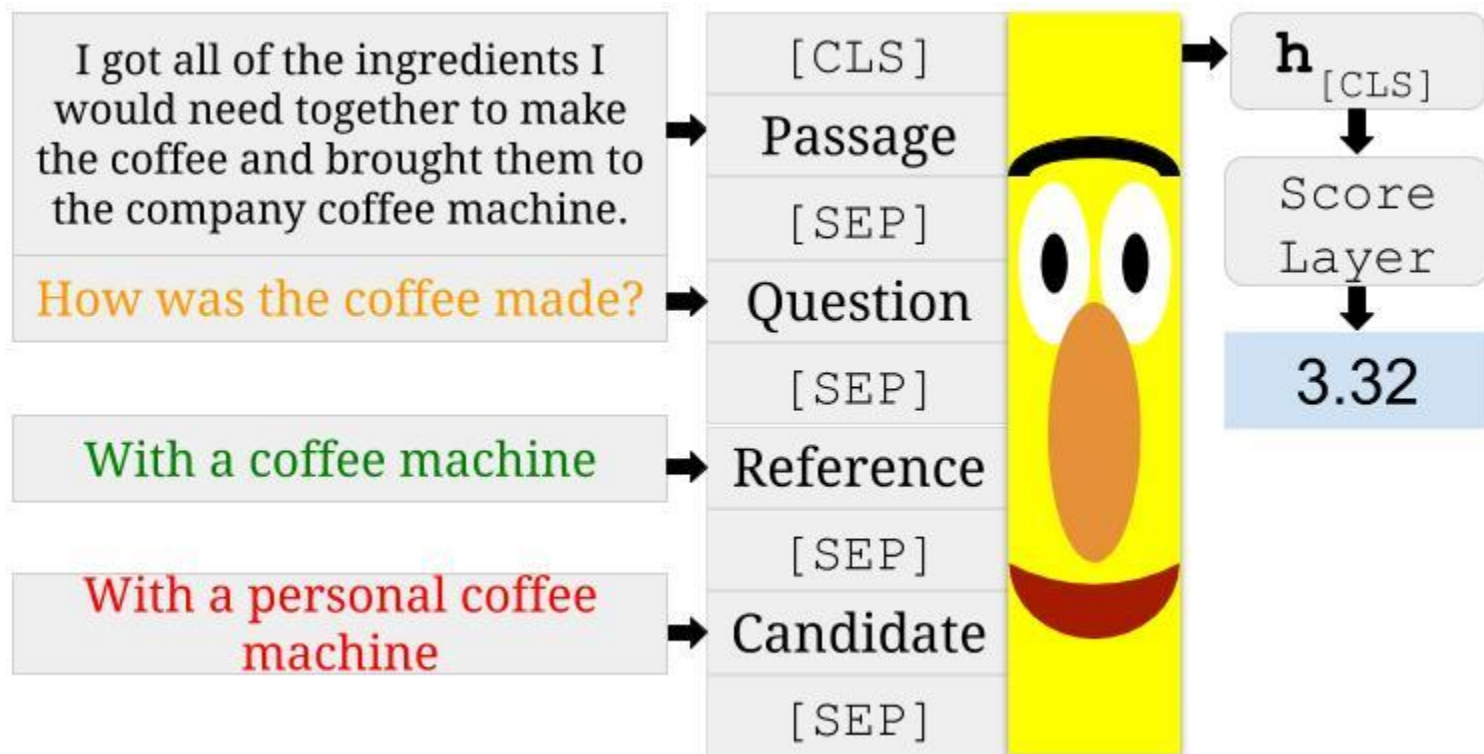 I got all of the ingredients I
would need together to make
the coffee and brought them to
the company coffee machine.
How was the coffee made?
With a coffee machine
With a personal coffee
machine
[CLS]
Passage
[SEP]
Question
[SEP]
Reference
[SEP]
Candidate
[SEP]
h[CLS]
Score
Layer
3.32